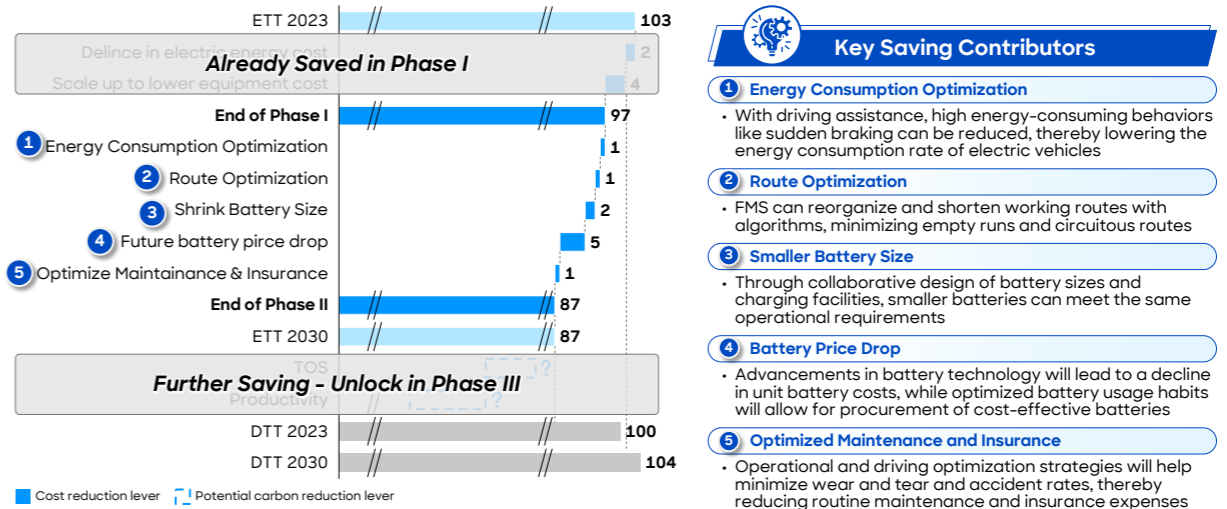 ETT 2023
103
Delince in electric energy cost
2
Already Saved in Phase I
Scale up to lower equipment cost
4
End of Phase I
97
1 Energy Consumption Optimization
1
2 Route Optimization
1
3 Shrink Battery Size
2
4 Future battery pirce drop
5
5 Optimize Maintainance & Insurance
1
End of Phase II
87
ETT 2030
87
TOS
?
Further Saving - Unlock in Phase III
Productivity
?
DTT 2023
100
DTT 2030
104
Cost reduction lever
Potential carbon reduction lever
Key Saving Contributors
1 Energy Consumption Optimization
• With driving assistance, high energy-consuming behaviors
like sudden braking can be reduced, thereby lowering the
energy consumption rate of electric vehicles
2 Route Optimization
• FMS can reorganize and shorten working routes with
algorithms, minimizing empty runs and circuitous routes
3 Smaller Battery Size
• Through collaborative design of battery sizes and
charging facilities, smaller batteries can meet the same
operational requirements
4 Battery Price Drop
• Advancements in battery technology will lead to a decline
in unit battery costs, while optimized battery usage habits
will allow for procurement of cost-effective batteries
5 Optimized Maintenance and Insurance
• Operational and driving optimization strategies will help
minimize wear and tear and accident rates, thereby
reducing routine maintenance and insurance expenses